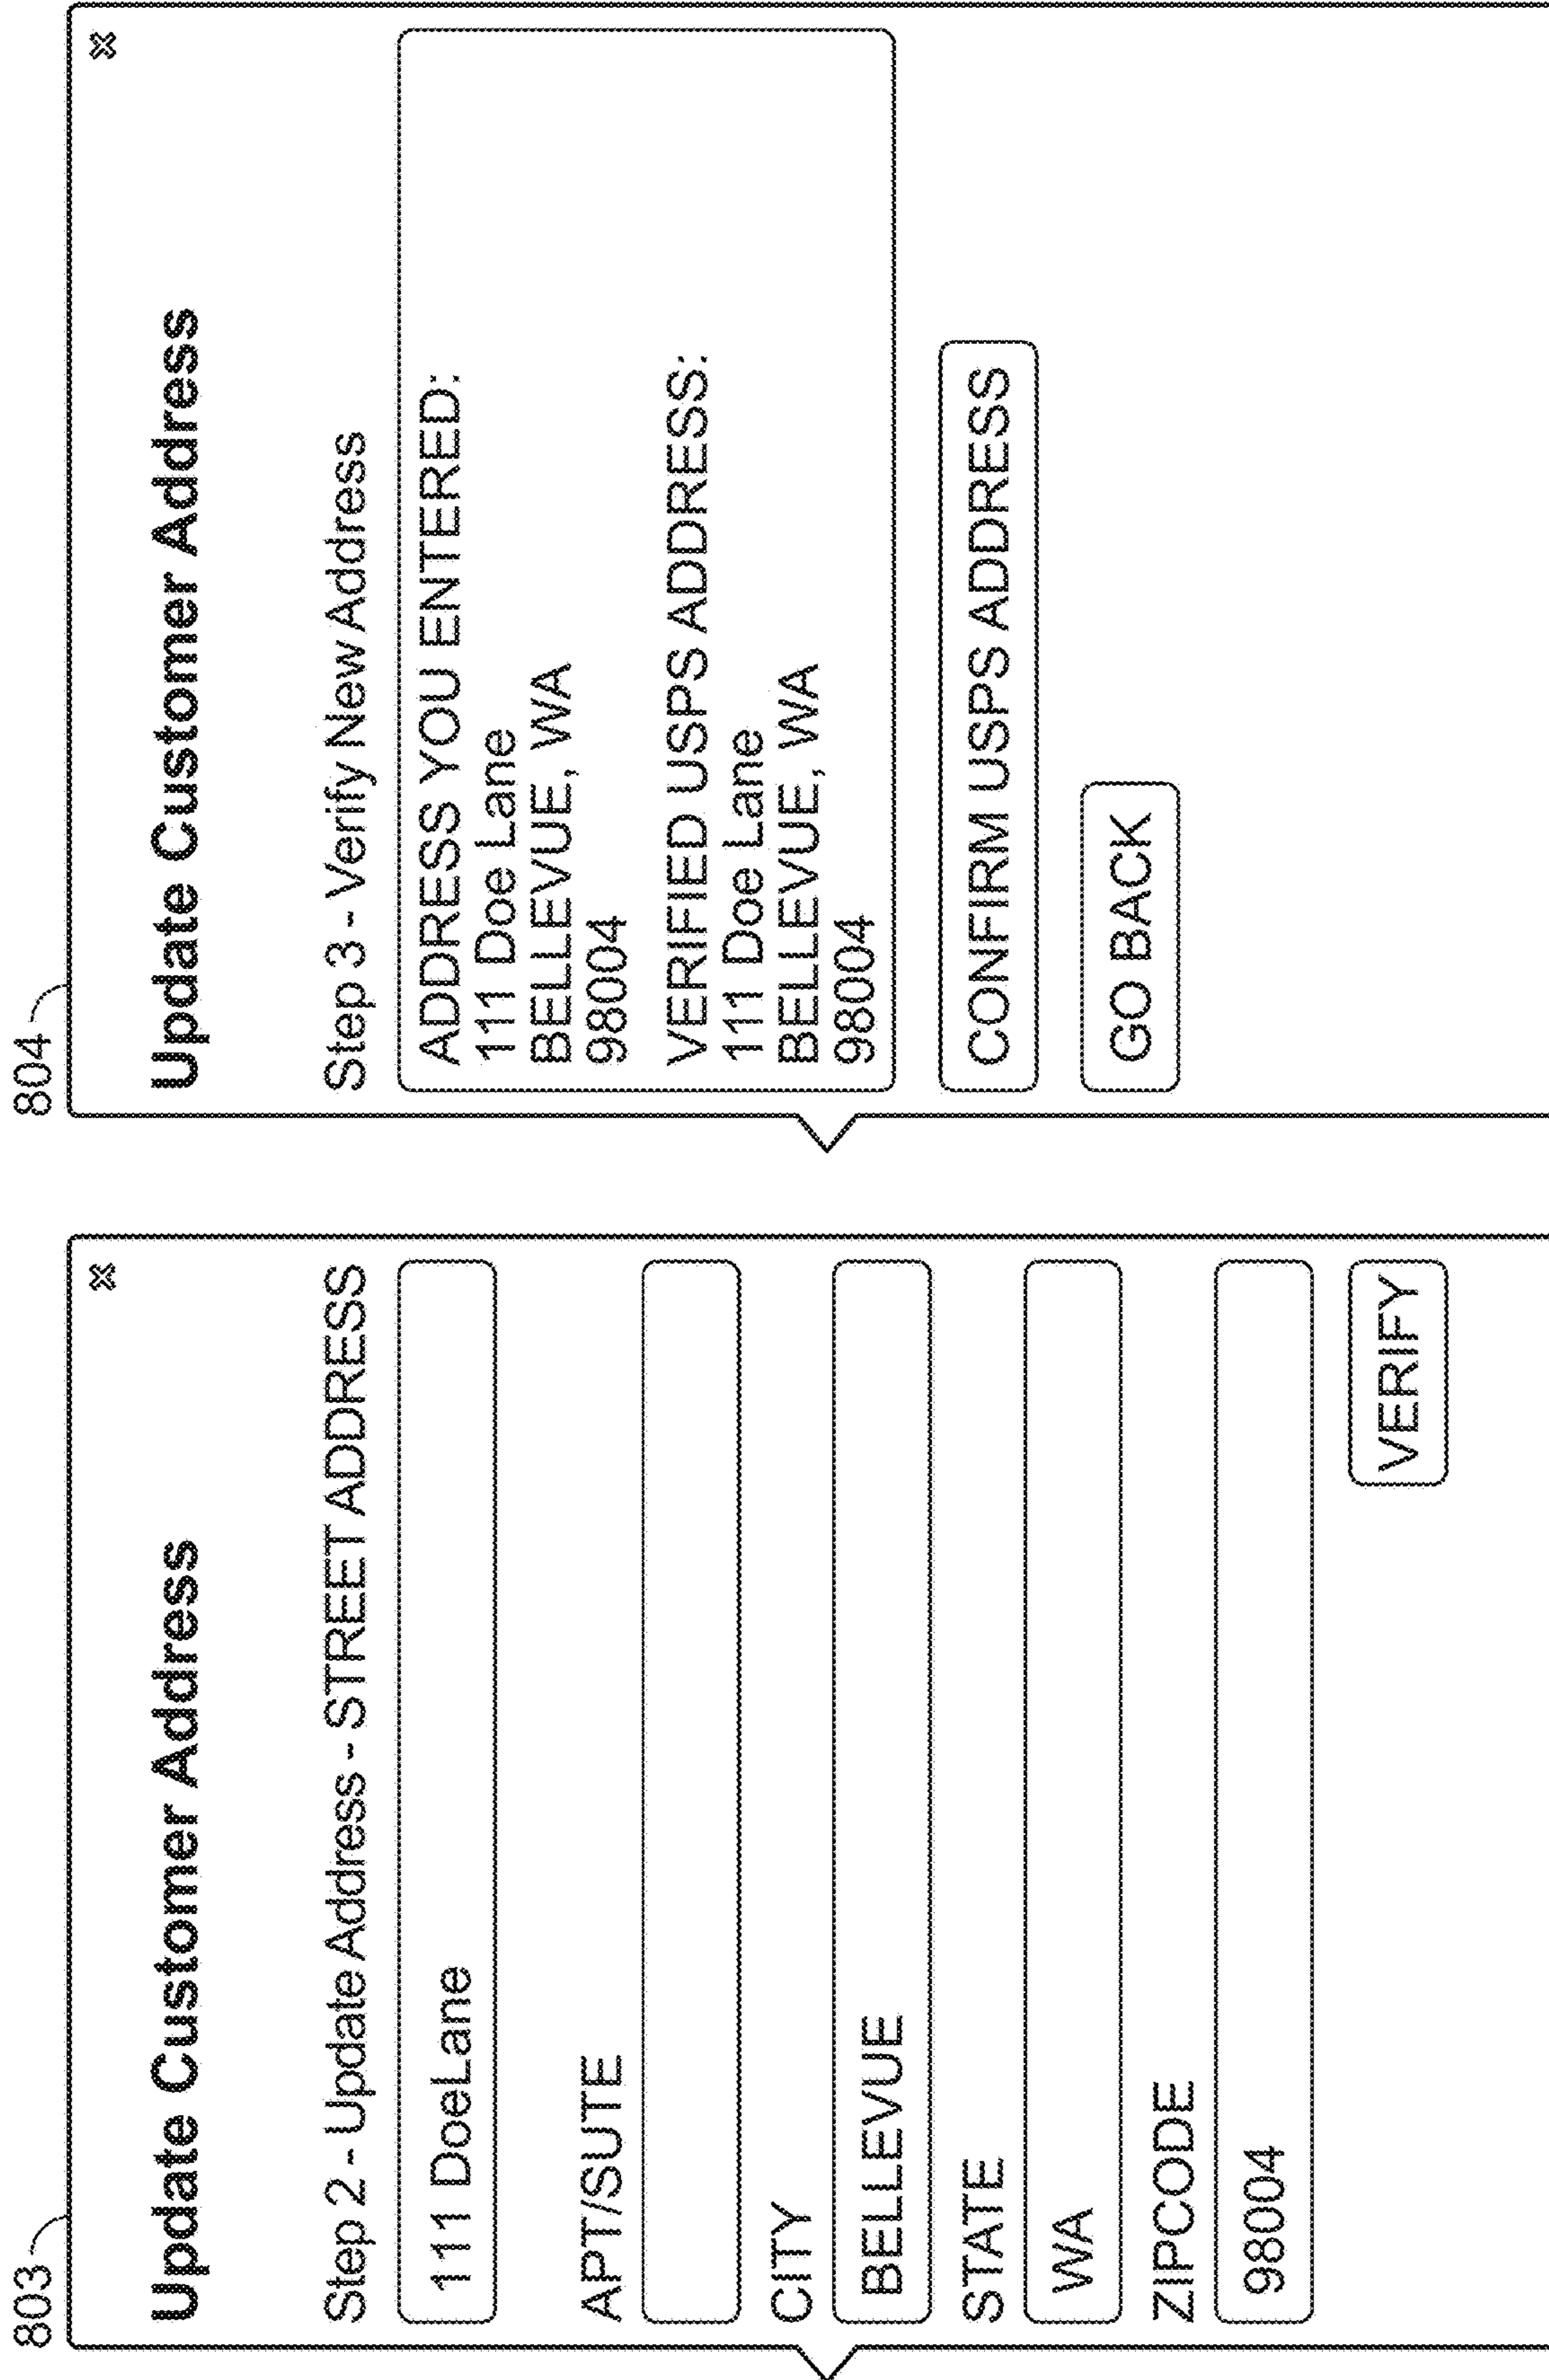 803
Update Customer Address
Step 2 - Update Address - STREET ADDRESS
111 DoeLane
APT/SUTE
CITY
BELLEVUE
STATE
WA
ZIPCODE
98004
VERIFY
804
Update Customer Address
Step 3 - Verify New Address
ADDRESS YOU ENTERED:
111 Doe Lane
BELLEVUE, WA
98004
VERIFIED USPS ADDRESS:
111 Doe Lane
BELLEVUE, WA
98004
CONFIRM USPS ADDRESS
GO BACK